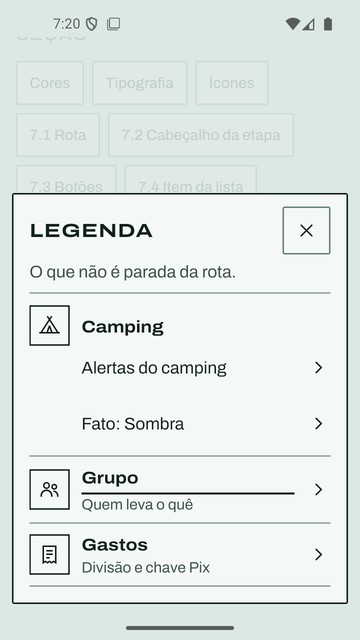 7:20
SEÇÃO
Cores
Tipografia
Ícones
7.1 Rota
7.2 Cabeçalho da etapa
7.3 Botões
7.4 Item da lista
LEGENDA
O que não é parada da rota.
Camping
Alertas do camping
Fato: Sombra
Grupo
Quem leva o quê
Gastos
Divisão e chave Pix